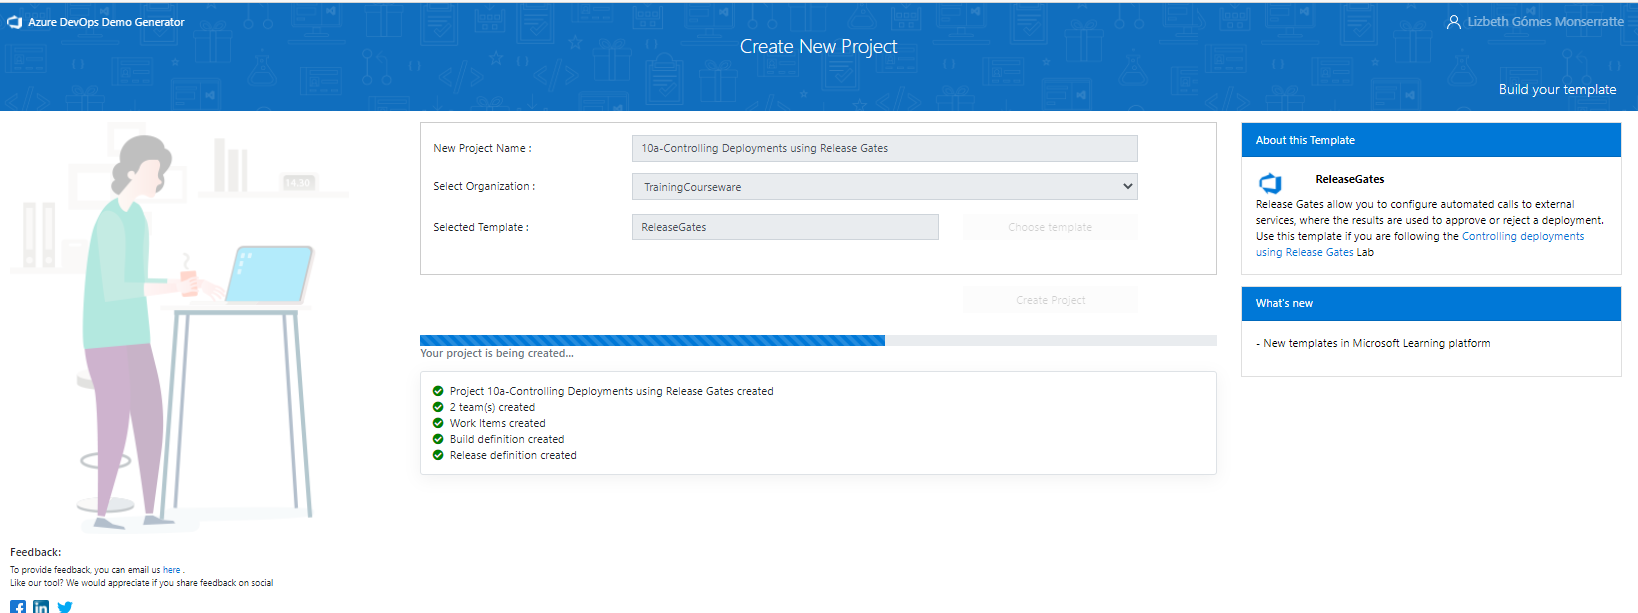 Azure DevOps Demo Generator
Lizbeth Gómes Monserratte
Create New Project
Build your template
14.30
New Project Name :
10a-Controlling Deployments using Release Gates
Select Organization :
TrainingCourseware
Selected Template :
ReleaseGates
Choose template
Create Project
Your project is being created...
Project 10a-Controlling Deployments using Release Gates created
2 team(s) created
Work Items created
Build definition created
Release definition created
About this Template
ReleaseGates
Release Gates allow you to configure automated calls to external
services, where the results are used to approve or reject a deployment.
Use this template if you are following the Controlling deployments
using Release Gates Lab
What's new
- New templates in Microsoft Learning platform
Feedback:
To provide feedback, you can email us here .
Like our tool? We would appreciate if you share feedback on social